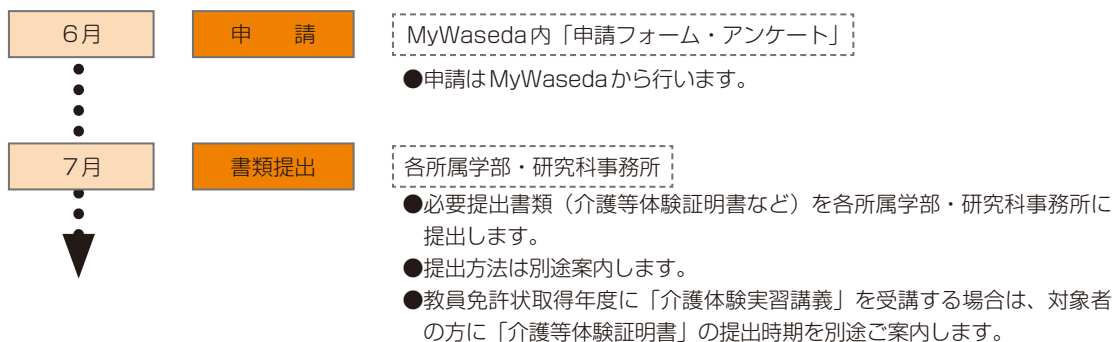 6月
申　　請
MyWaseda内「申請フォーム・アンケート」
●申請はMyWasedaから行います。
7月
書類提出
各所属学部・研究科事務所
●必要提出書類（介護等体験証明書など）を各所属学部・研究科事務所に
提出します。
●提出方法は別途案内します。
●教員免許状取得年度に「介護体験実習講義」を受講する場合は、対象者
の方に「介護等体験証明書」の提出時期を別途ご案内します。